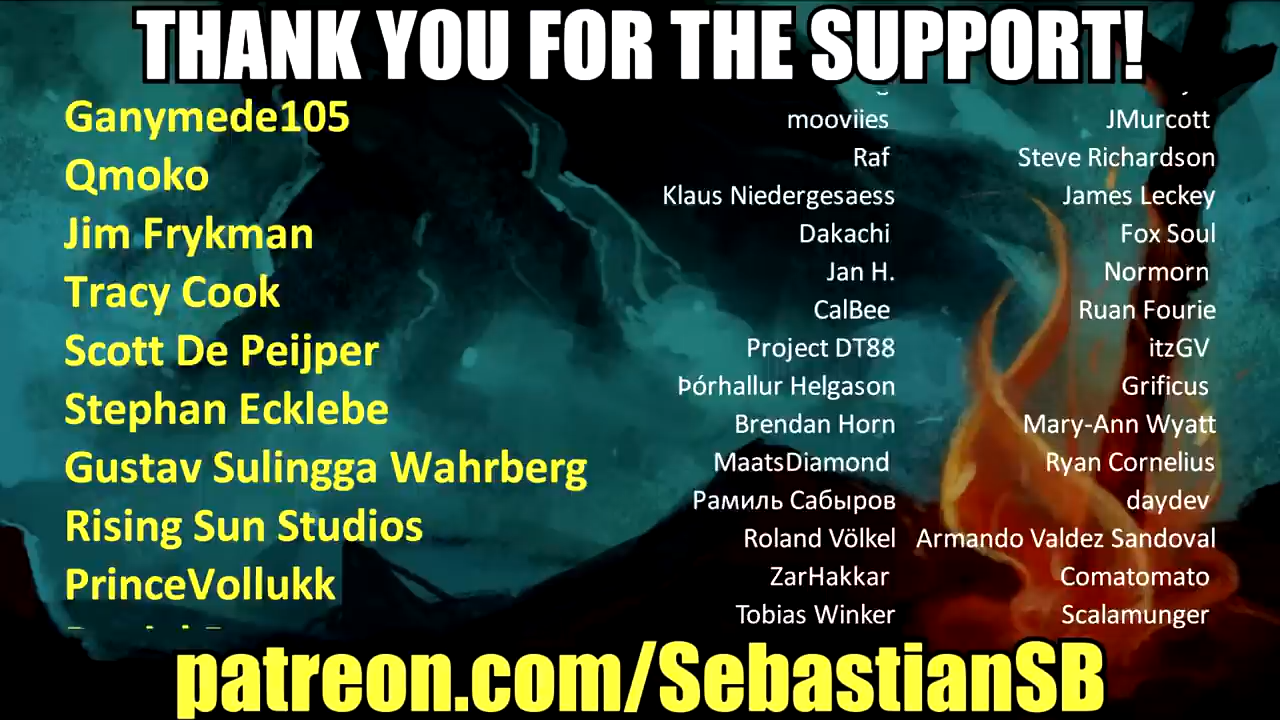 THANK YOU FOR THE SUPPORT!
Ganymede105
Qmoko
Jim Frykman
Tracy Cook
Scott De Peijper
Stephan Ecklebe
Gustav Sulingga Wahrberg
Rising Sun Studios
PrinceVollukk
mooviies
Raf
Klaus Niedergesaess
Dakachi
Jan H.
CalBee
Project DT88
Þórhallur Helgason
Brendan Horn
MaatsDiamond
Рамиль Сабыров
Roland Völkel
ZarHakkar
Tobias Winker
JMurcott
Steve Richardson
James Leckey
Fox Soul
Normorn
Ruan Fourie
itzGV
Grificus
Mary-Ann Wyatt
Ryan Cornelius
daydev
Armando Valdez Sandoval
Comatomato
Scalamunger
patreon.com/SebastianSB